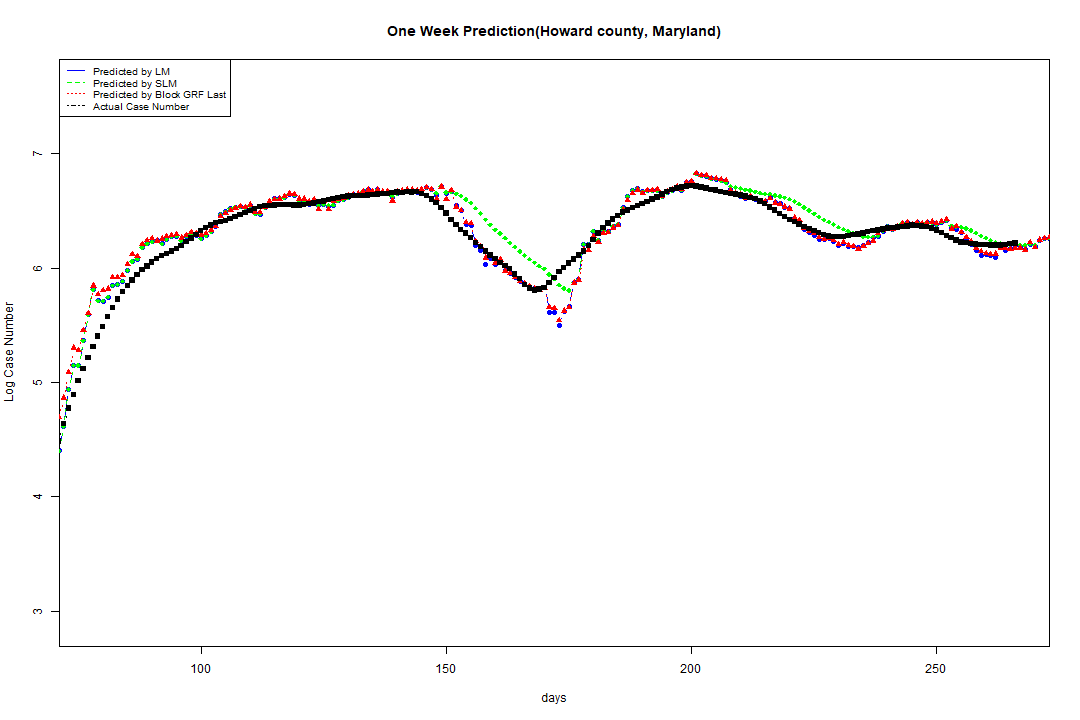 One Week Prediction(Howard county, Maryland)
Predicted by LM
Predicted by SLM
Predicted by Block GRF Last
Actual Case Number
7
6
5
4
3
Log Case Number
100 150 200 250
days